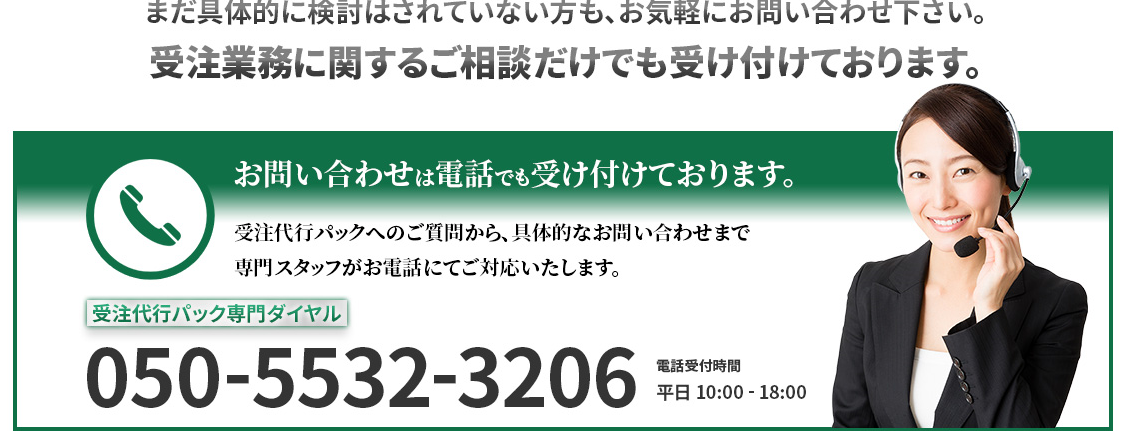 まだ具体的に検討はされていない方も、お気軽にお問い合わせ下さい。
受注業務に関するご相談だけでも受け付けております。
お問い合わせは電話でも受け付けております。
受注代行パックへのご質問から、具体的なお問い合わせまで
専門スタッフがお電話にてご対応いたします。
受注代行パック専門ダイヤル
050-5532-3206
電話受付時間
平日 10:00 - 18:00